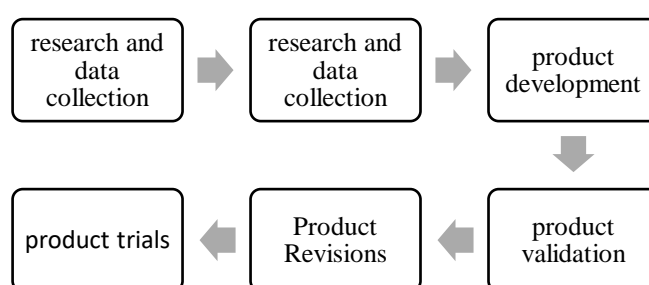 research and
data
collection
research and
data
collection
product
development
product trials
Product
Revisions
product
validation